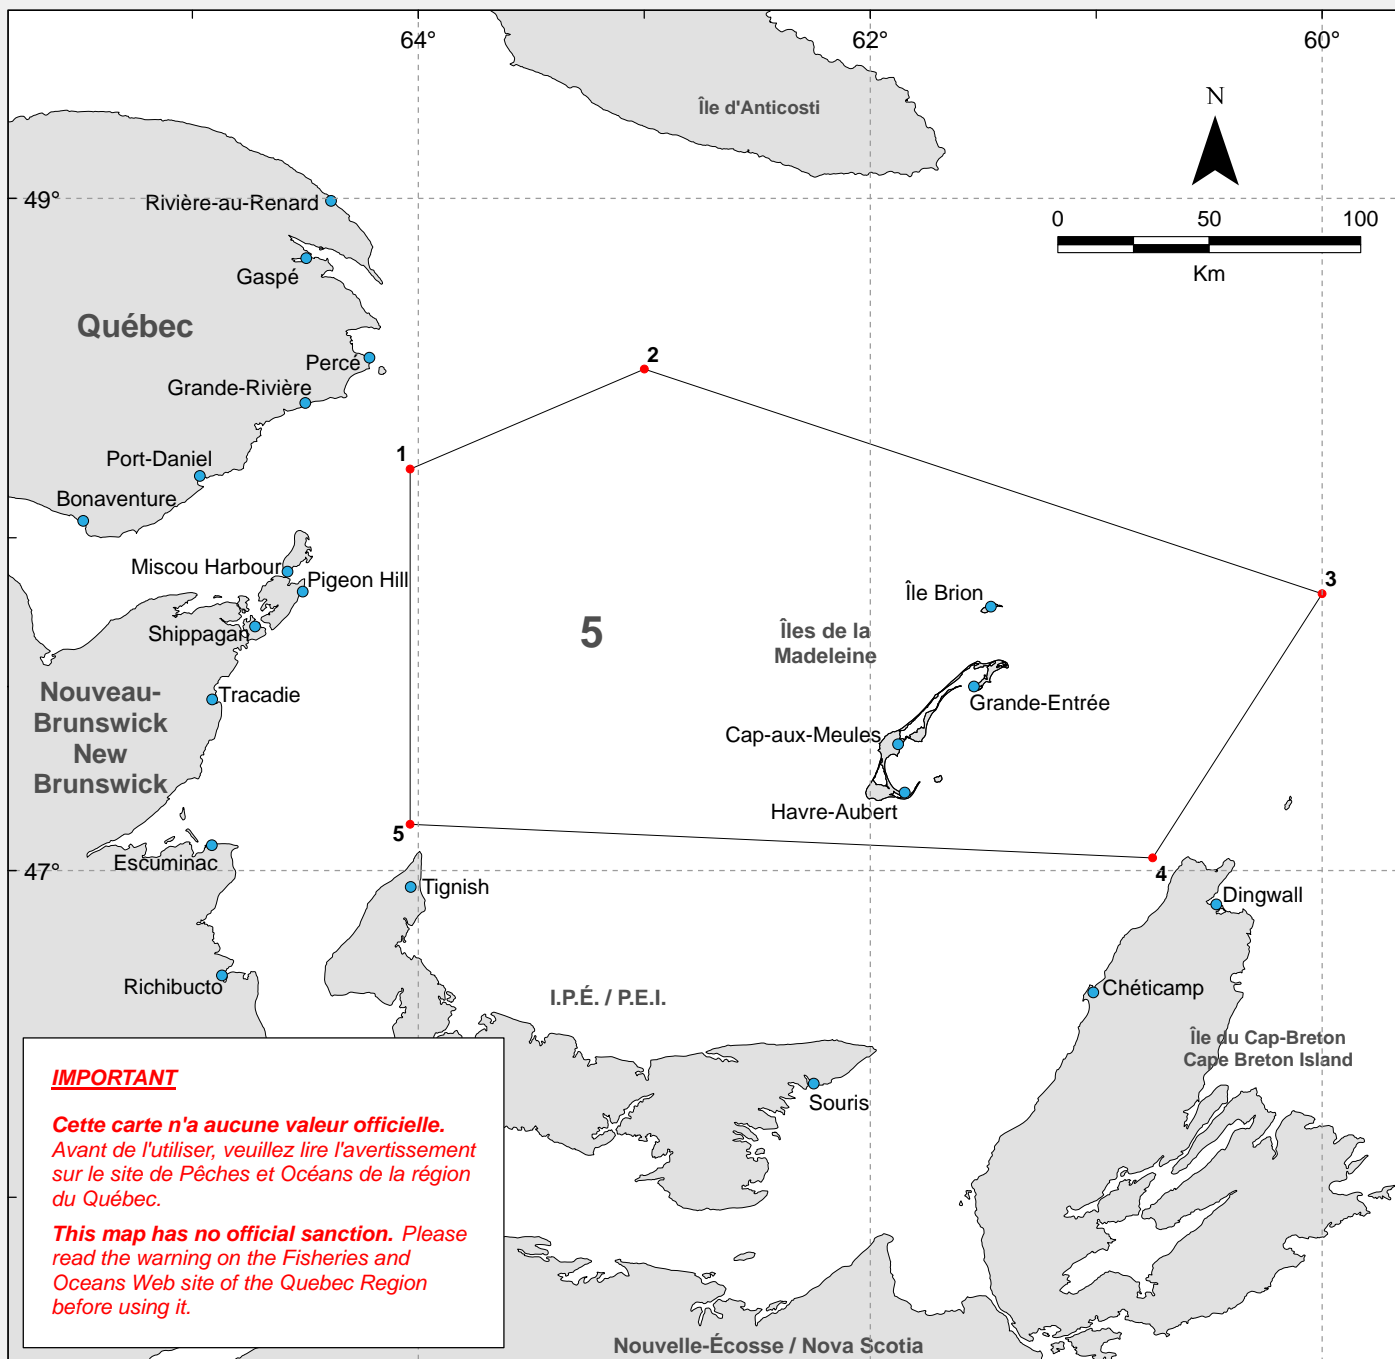 64°
62°
60°
Île d'Anticosti
N
49°
Rivière-au-Renard
0 50 100
Km
Gaspé
Québec
Percé
2
Grande-Rivière
1
Port-Daniel
Bonaventure
Miscou Harbour
Pigeon Hill
3
Île Brion
Shippagan
5
Îles de la
Madeleine
Nouveau-
Brunswick
New
Brunswick
Tracadie
Grande-Entrée
Cap-aux-Meules
Havre-Aubert
5
Escuminac
4
47°
Tignish
Dingwall
Richibucto
I.P.É. / P.E.I.
Chéticamp
Île du Cap-Breton
Cape Breton Island
Souris
IMPORTANT
Cette carte n'a aucune valeur officielle.
Avant de l'utiliser, veuillez lire l'avertissement
sur le site de Pêches et Océans de la région
du Québec.
This map has no official sanction. Please
read the warning on the Fisheries and
Oceans Web site of the Quebec Region
before using it.
Nouvelle-Écosse / Nova Scotia